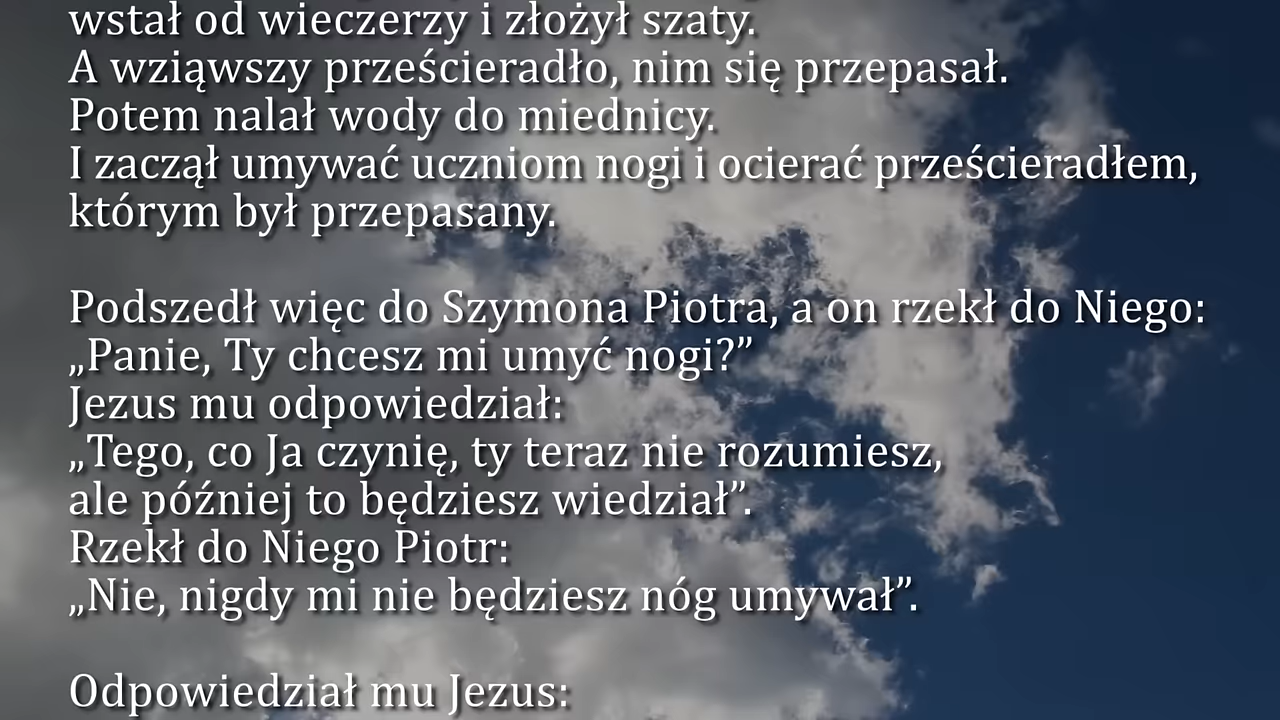 wstał od wieczerzy i złożył szaty.
A wziąwszy prześcieradło, nim się przepasał.
Potem nalał wody do miednicy.
I zaczął umywać uczniom nogi i ocierać prześcieradłem,
którym był przepasany.
Podszedł więc do Szymona Piotra, a on rzekł do Niego:
„Panie, Ty chcesz mi umyć nogi?”
Jezus mu odpowiedział:
„Tego, co Ja czynię, ty teraz nie rozumiesz,
ale później to będziesz wiedział”.
Rzekł do Niego Piotr:
„Nie, nigdy mi nie będziesz nóg umywał”.
Odpowiedział mu Jezus: